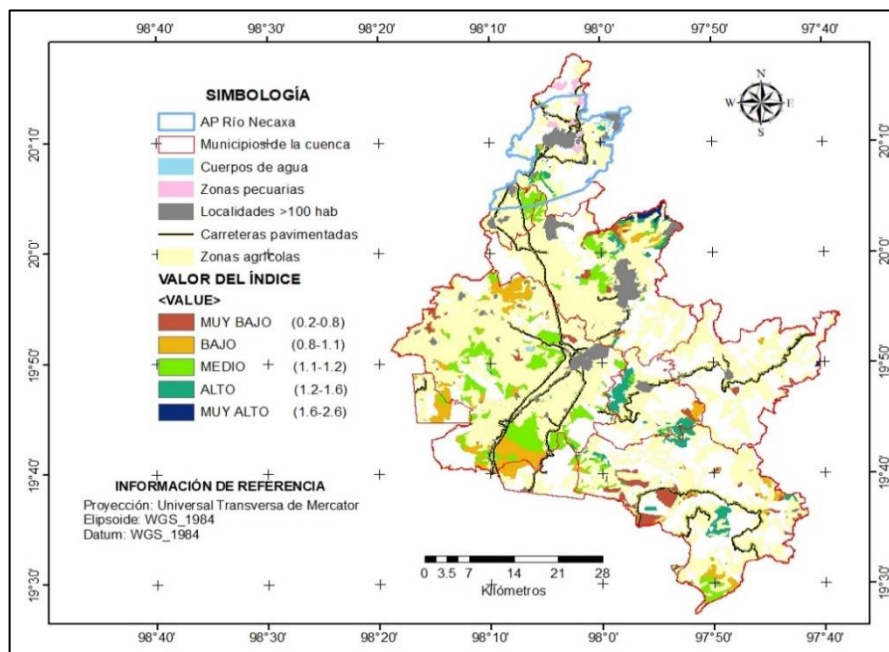 98°40' 98°30' 98°20' 98°10' 98°0' 97°50' 97°40'
N
W E
S
SIMBOLOGÍA
AP Río Necaxa
Municipios de la cuenca
Cuerpos de agua
Zonas pecuarias
Localidades >100 hab
Carreteras pavimentadas
Zonas agrícolas
VALOR DEL ÍNDICE
<VALUE>
MUY BAJO (0.2-0.8)
BAJO (0.8-1.1)
MEDIO (1.1-1.2)
ALTO (1.2-1.6)
MUY ALTO (1.6-2.6)
INFORMACIÓN DE REFERENCIA
Proyección: Universal Transversa de Mercator
Elipsoide: WGS_1984
Datum: WGS_1984
0 3.5 7 14 21 28
Kilómetros
20°10'
20°0'
19°50'
19°40'
19°30'
20°10'
20°0'
19°50'
19°40'
19°30'
98°40' 98°30' 98°20' 98°10' 98°0' 97°50' 97°40'